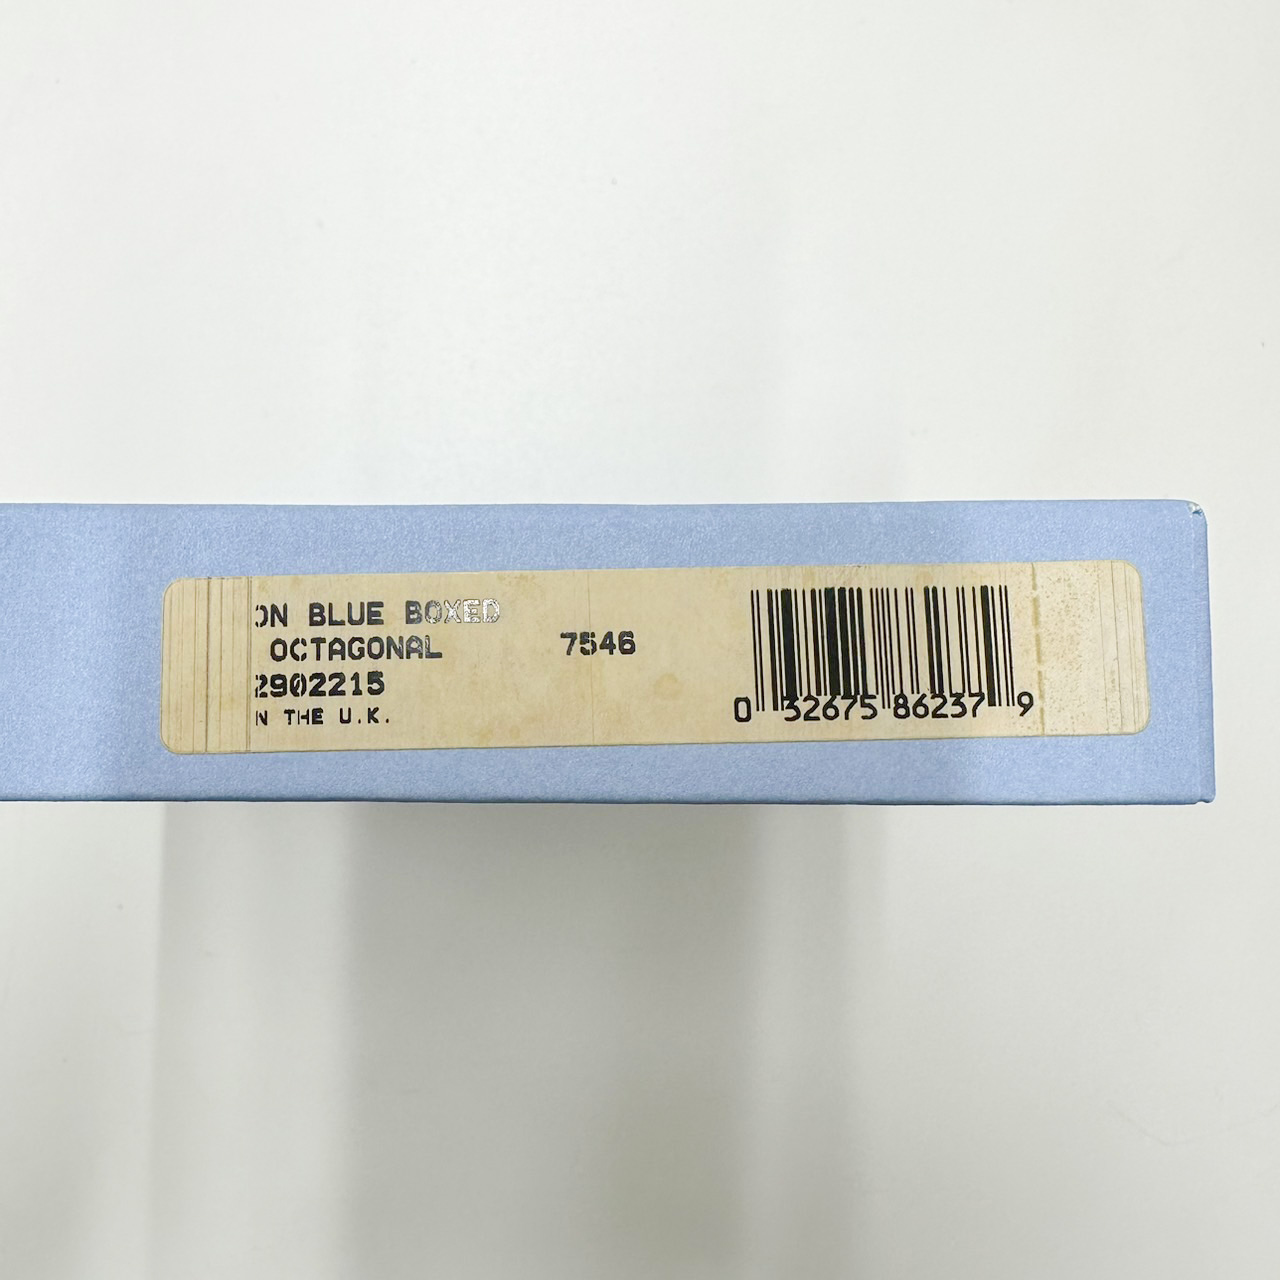 ON BLUE BOXED
OCTAGONAL 7546
2902215
N THE U.K.
0 32675 86237 9